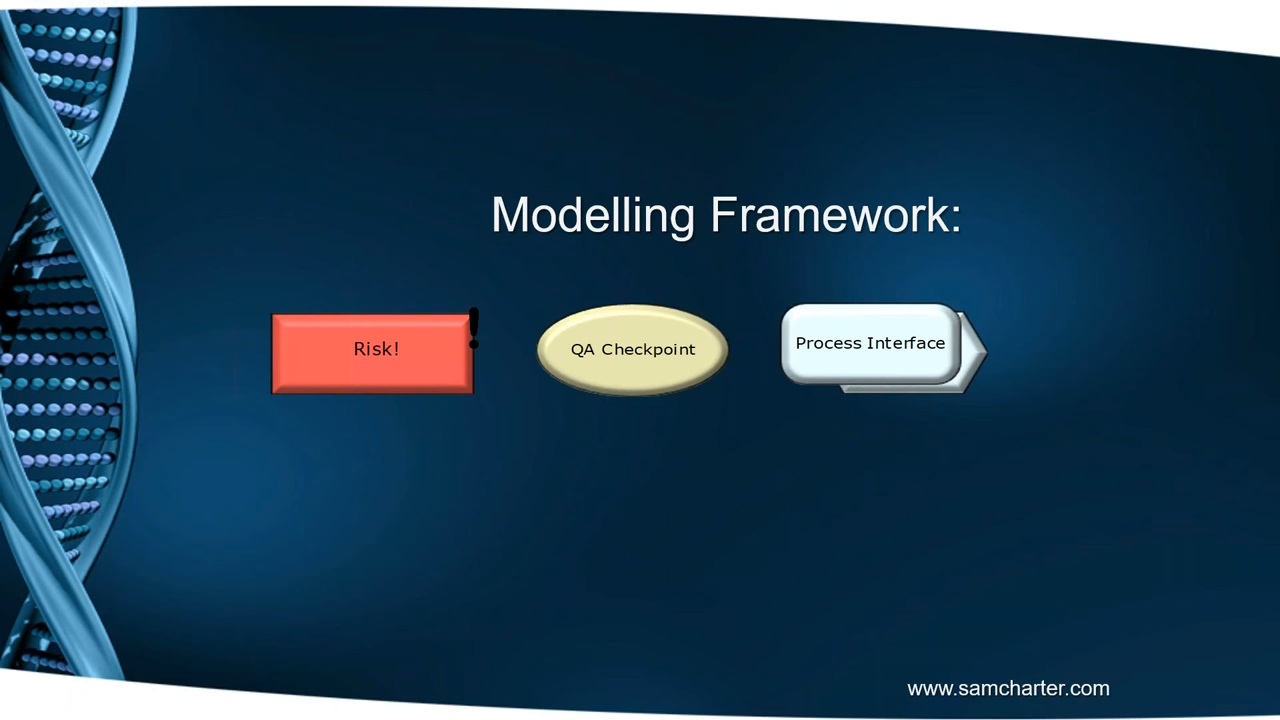 Modelling Framework:
Risk!
QA Checkpoint
Process Interface
www.samcharter.com